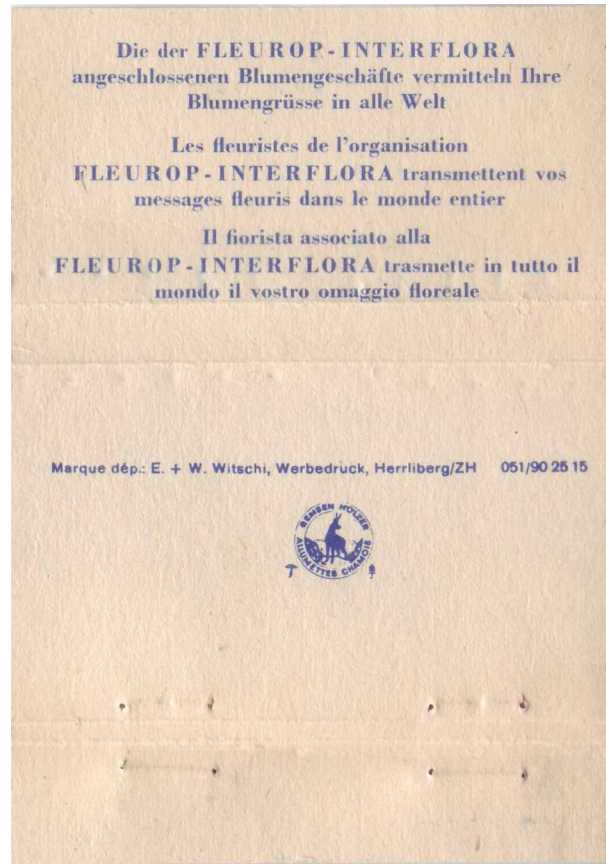 Die der FLEUROP-INTERFLORA
angeschlossenen Blumengeschäfte vermitteln Ihre
Blumengrüsse in alle Welt
Les fleuristes de l'organisation
FLEUROP-INTERFLORA transmettent vos
messages fleuris dans le monde entier
Il fiorista associato alla
FLEUROP-INTERFLORA trasmette in tutto il
mondo il vostro omaggio floreale
Marque dép.: E. + W. Witschi, Werbedruck, Herrliberg/ZH 051/90 25 15
GEMSEN HÖLZER
ALLUMETTES CHAMOIS